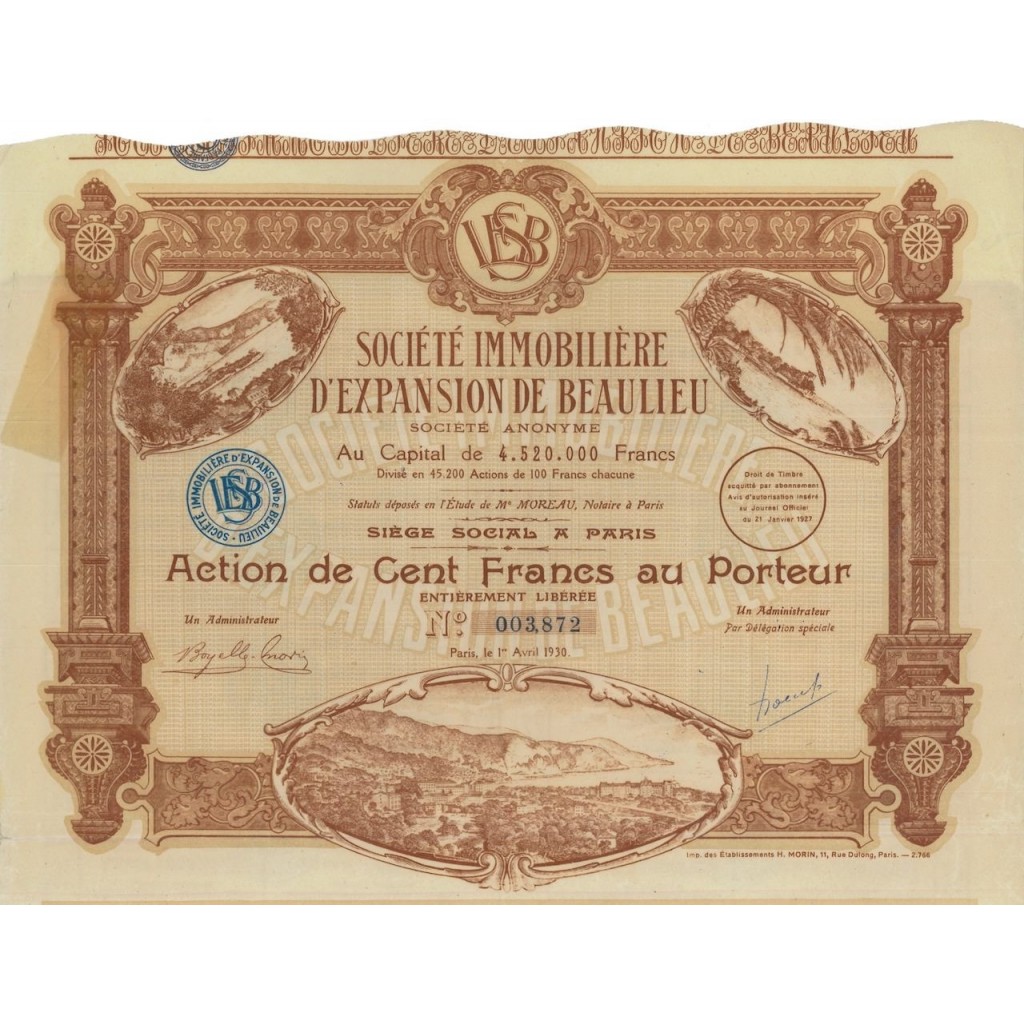 SOCIÉTÉ IMMOBILIÈRE
D'EXPANSION DE BEAULIEU
SOCIÉTÉ ANONYME
Au Capital de 4.520.000 Francs
Divisé en 45.200 Actions de 100 Francs chacune
Statuts déposés en l'Étude de Me MOREAU, Notaire à Paris
SIÈGE SOCIAL A PARIS
SOCIÉTÉ IMMOBILIÈRE D'EXPANSION DE BEAULIEU
Droit de Timbre
acquitté par abonnement
Avis d'autorisation inséré
au Journal Officiel
du 21 Janvier 1927
Action de Cent Francs au Porteur
ENTIÈREMENT LIBÉRÉE
No 003,872
Paris, le 1er Avril 1930.
Un Administrateur
Un Administrateur
Par Délégation spéciale
Imp. des Établissements H. MORIN, 11, Rue Dulong, Paris. — 2.766